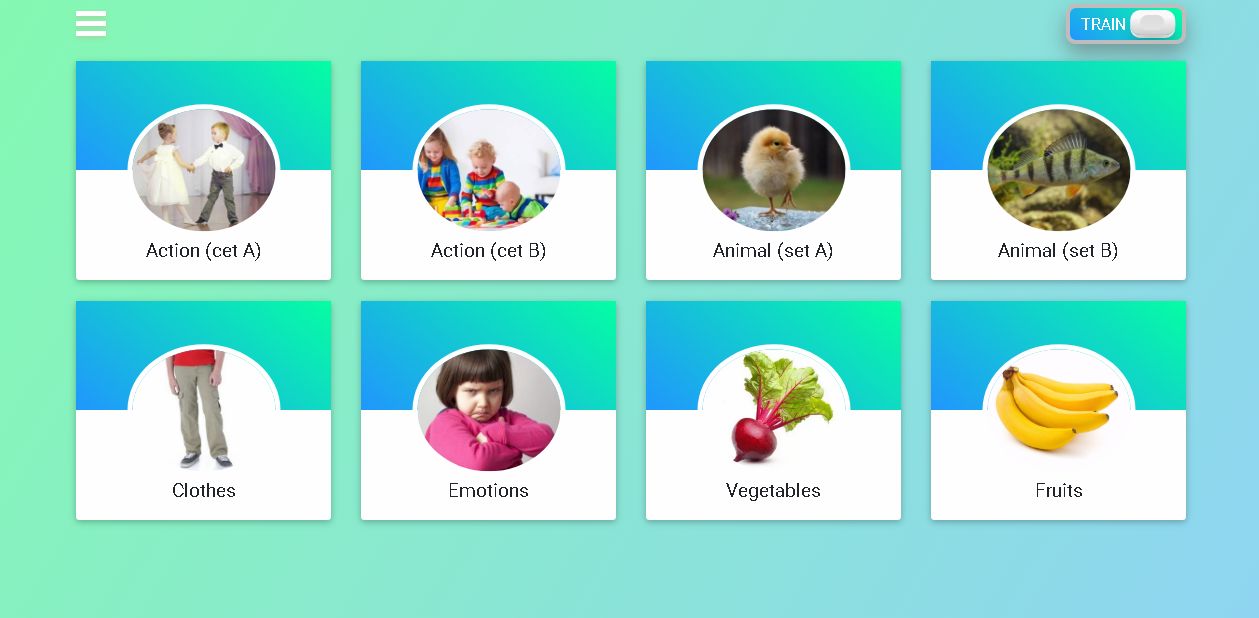 TRAIN
Action (cet A)
Action (cet B)
Animal (set A)
Animal (set B)
Clothes
Emotions
Vegetables
Fruits